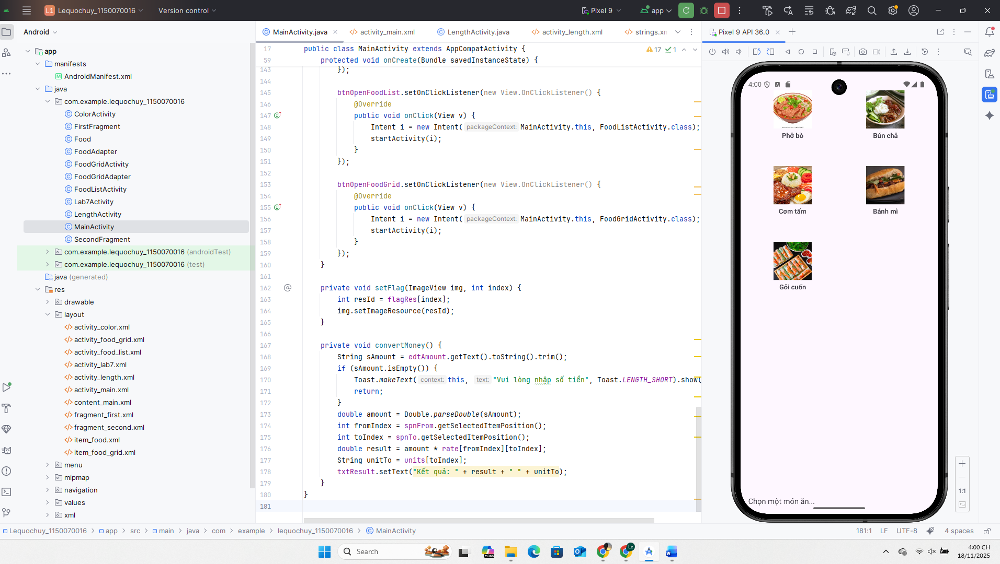 L1 Lequochuy_1150070016 Version control Pixel 9 app
Android
app
manifests
AndroidManifest.xml
java
com.example.lequochuy_1150070016
ColorActivity
FirstFragment
Food
FoodAdapter
FoodGridActivity
FoodGridAdapter
FoodListActivity
Lab7Activity
LengthActivity
MainActivity
SecondFragment
com.example.lequochuy_1150070016 (androidTest)
com.example.lequochuy_1150070016 (test)
java (generated)
res
drawable
layout
activity_color.xml
activity_food_grid.xml
activity_food_list.xml
activity_lab7.xml
activity_length.xml
activity_main.xml
content_main.xml
fragment_first.xml
fragment_second.xml
item_food.xml
item_food_grid.xml
menu
mipmap
navigation
values
xml
MainActivity.java activity_main.xml LengthActivity.java activity_length.xml strings.xm
17 1
17 public class MainActivity extends AppCompatActivity {
59 protected void onCreate(Bundle savedInstanceState) {
143 });
144
145 btnOpenFoodList.setOnClickListener(new View.OnClickListener() {
146 @Override
147 public void onClick(View v) {
148 Intent i = new Intent( packageContext: MainActivity.this, FoodListActivity.class);
149 startActivity(i);
150 }
151 });
152
153 btnOpenFoodGrid.setOnClickListener(new View.OnClickListener() {
154 @Override
155 public void onClick(View v) {
156 Intent i = new Intent( packageContext: MainActivity.this, FoodGridActivity.class);
157 startActivity(i);
158 }
159 });
160 }
161
162 private void setFlag(ImageView img, int index) {
163 int resId = flagRes[index];
164 img.setImageResource(resId);
165 }
166
167 private void convertMoney() {
168 String sAmount = edtAmount.getText().toString().trim();
169 if (sAmount.isEmpty()) {
170 Toast.makeText( context: this, text: "Vui lòng nhập số tiền", Toast.LENGTH_SHORT).show(
171 return;
172 }
173 double amount = Double.parseDouble(sAmount);
174 int fromIndex = spnFrom.getSelectedItemPosition();
175 int toIndex = spnTo.getSelectedItemPosition();
176 double result = amount * rate[fromIndex][toIndex];
177 String unitTo = units[toIndex];
178 txtResult.setText("Kết quả: " + result + " " + unitTo);
179 }
180 }
181
Pixel 9 API 36.0
4:00
Phở bò Bún chả
Cơm tấm Bánh mì
Gỏi cuốn
Chọn một món ăn...
1:1
Lequochuy_1150070016 > app > src > main > java > com > example > lequochuy_1150070016 > MainActivity
181:1 LF UTF-8 4 spaces
Search
M365
Le
4:00 CH
18/11/2025